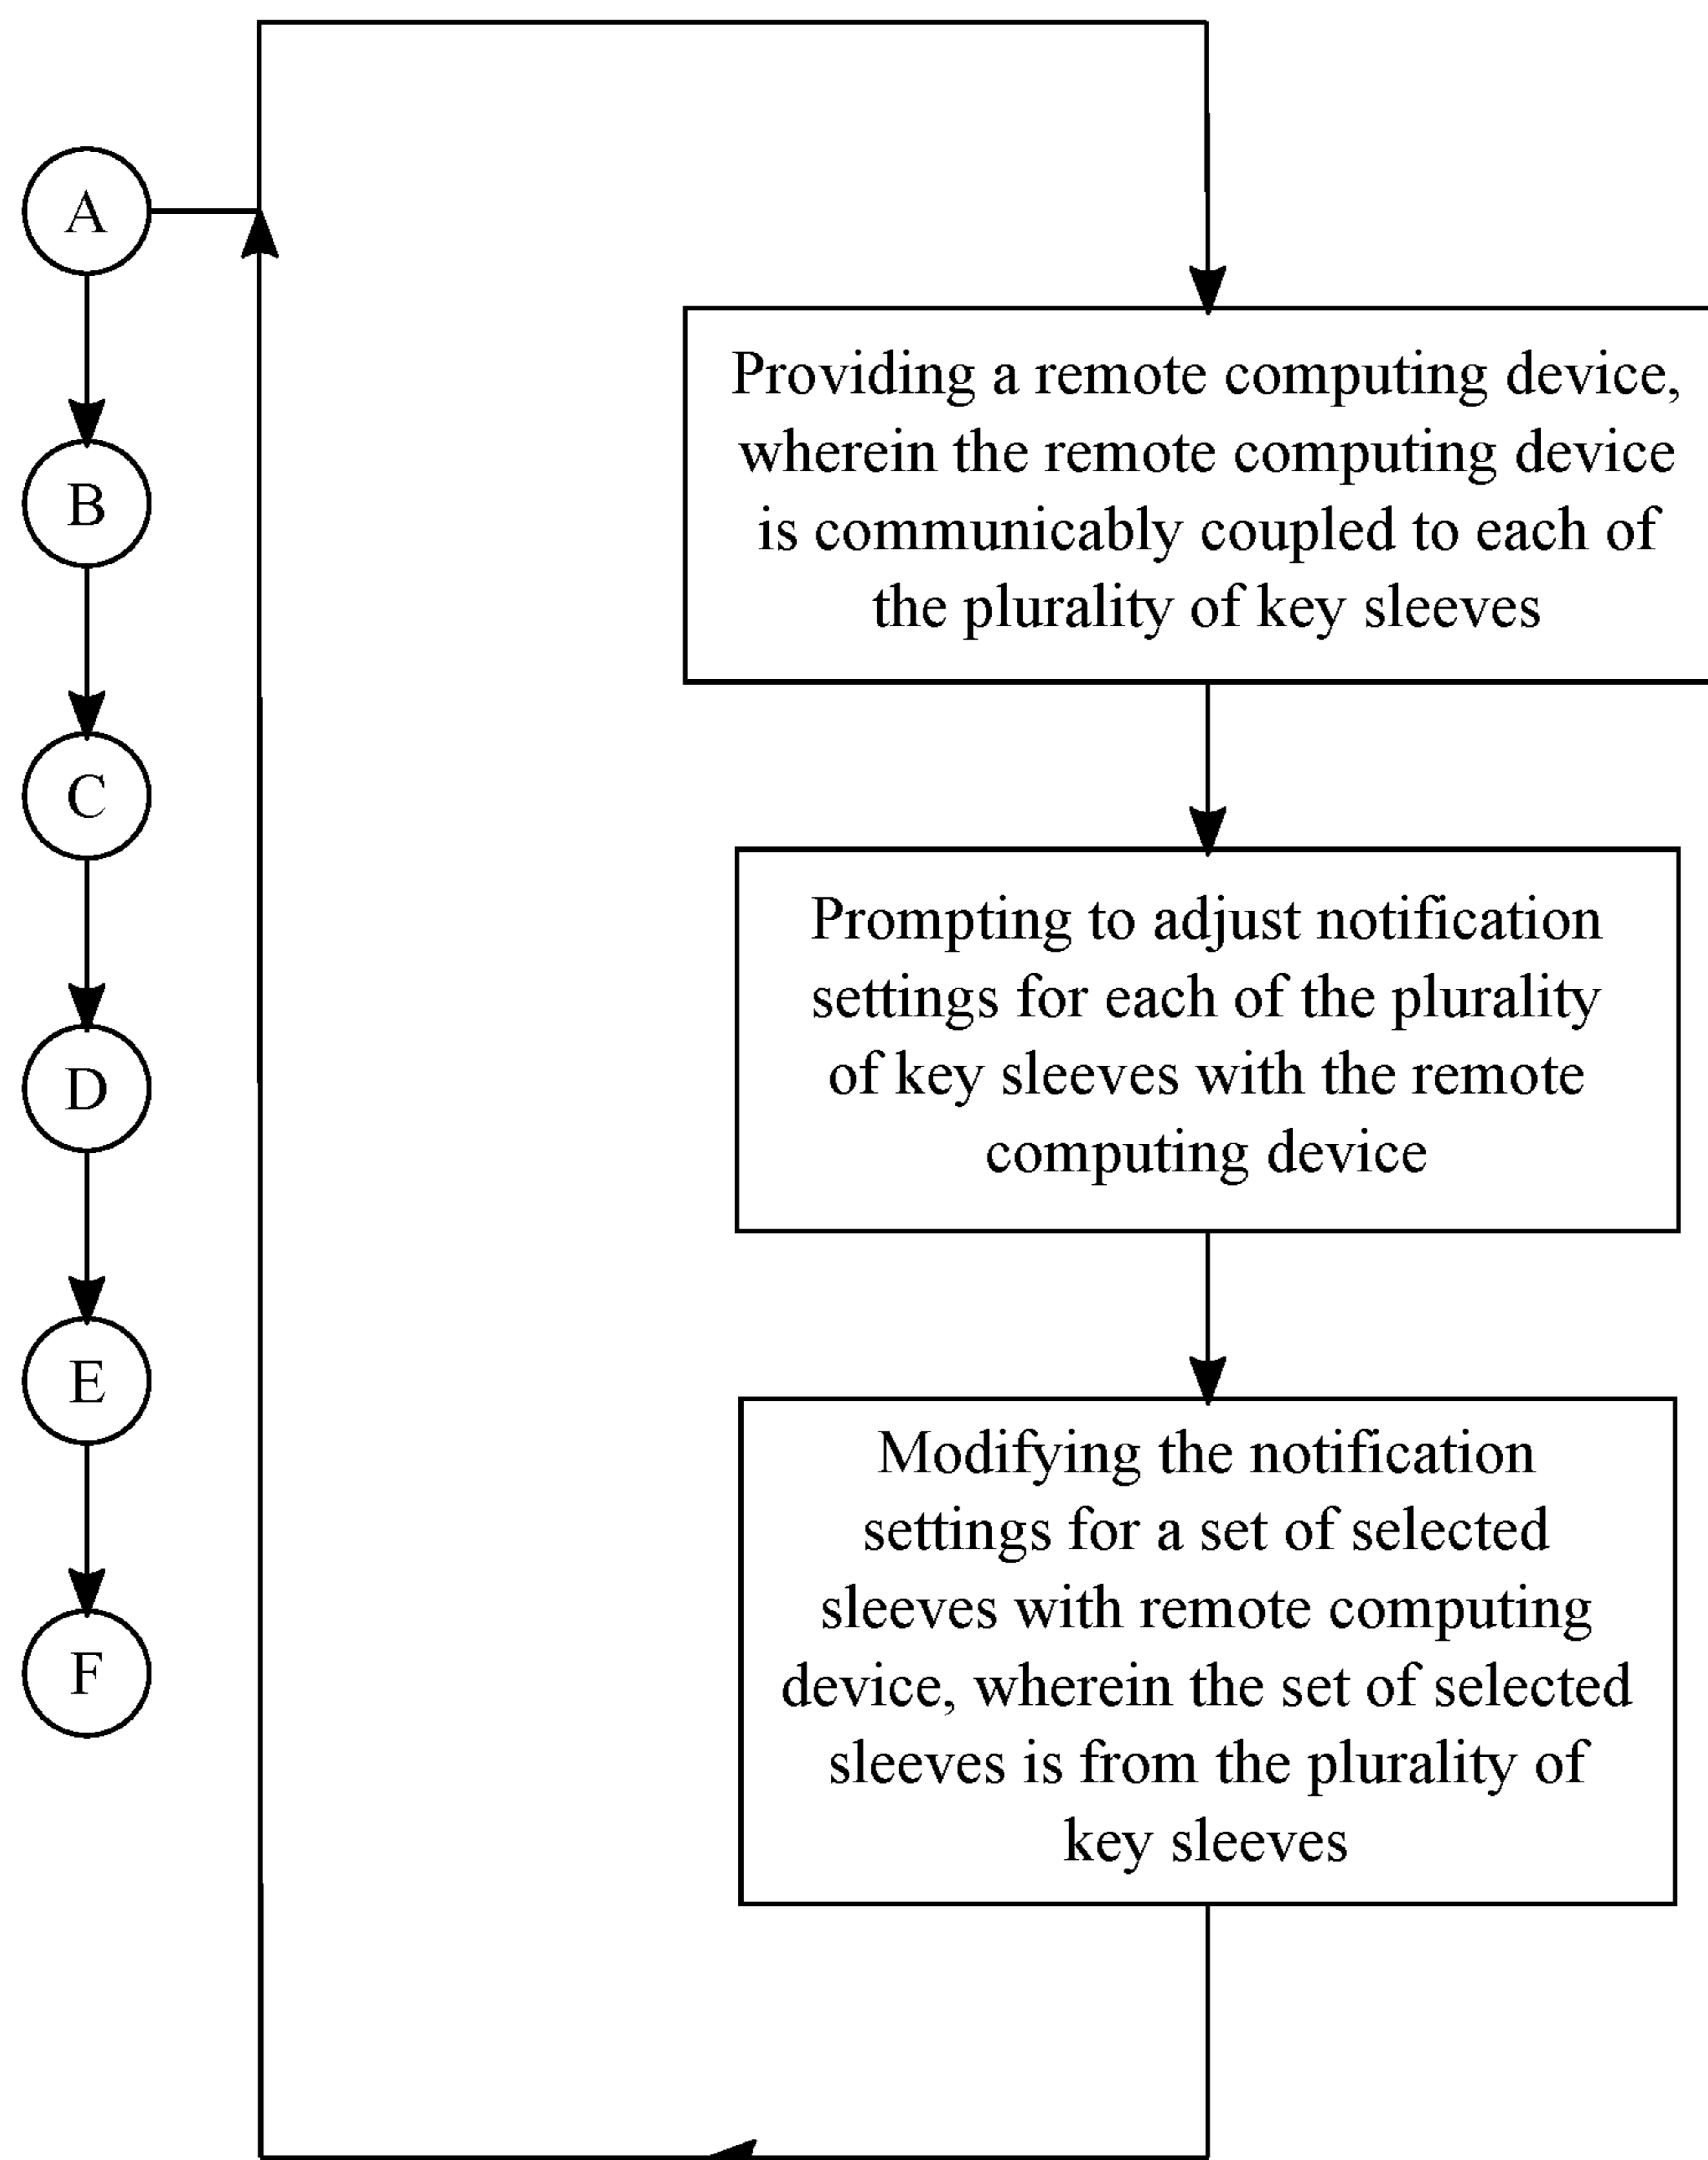 A
B
C
D
E
F
Providing a remote computing device,
wherein the remote computing device
is communicably coupled to each of
the plurality of key sleeves
Prompting to adjust notification
settings for each of the plurality
of key sleeves with the remote
computing device
Modifying the notification
settings for a set of selected
sleeves with remote computing
device, wherein the set of selected
sleeves is from the plurality of
key sleeves